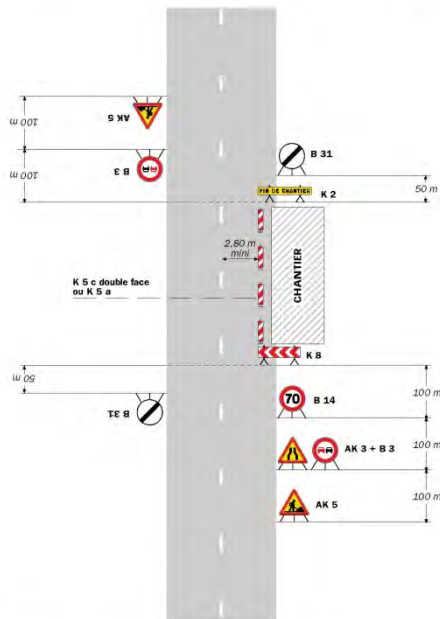 AK 5
100 m
B 3
100 m
B 31
FIN DE CHANTIER
K 2
50 m
2,80 m
mini
CHANTIER
K 5 c double face
ou K 5 a
K 8
50 m
B 31
70
B 14
100 m
AK 3 + B 3
100 m
AK 5
100 m